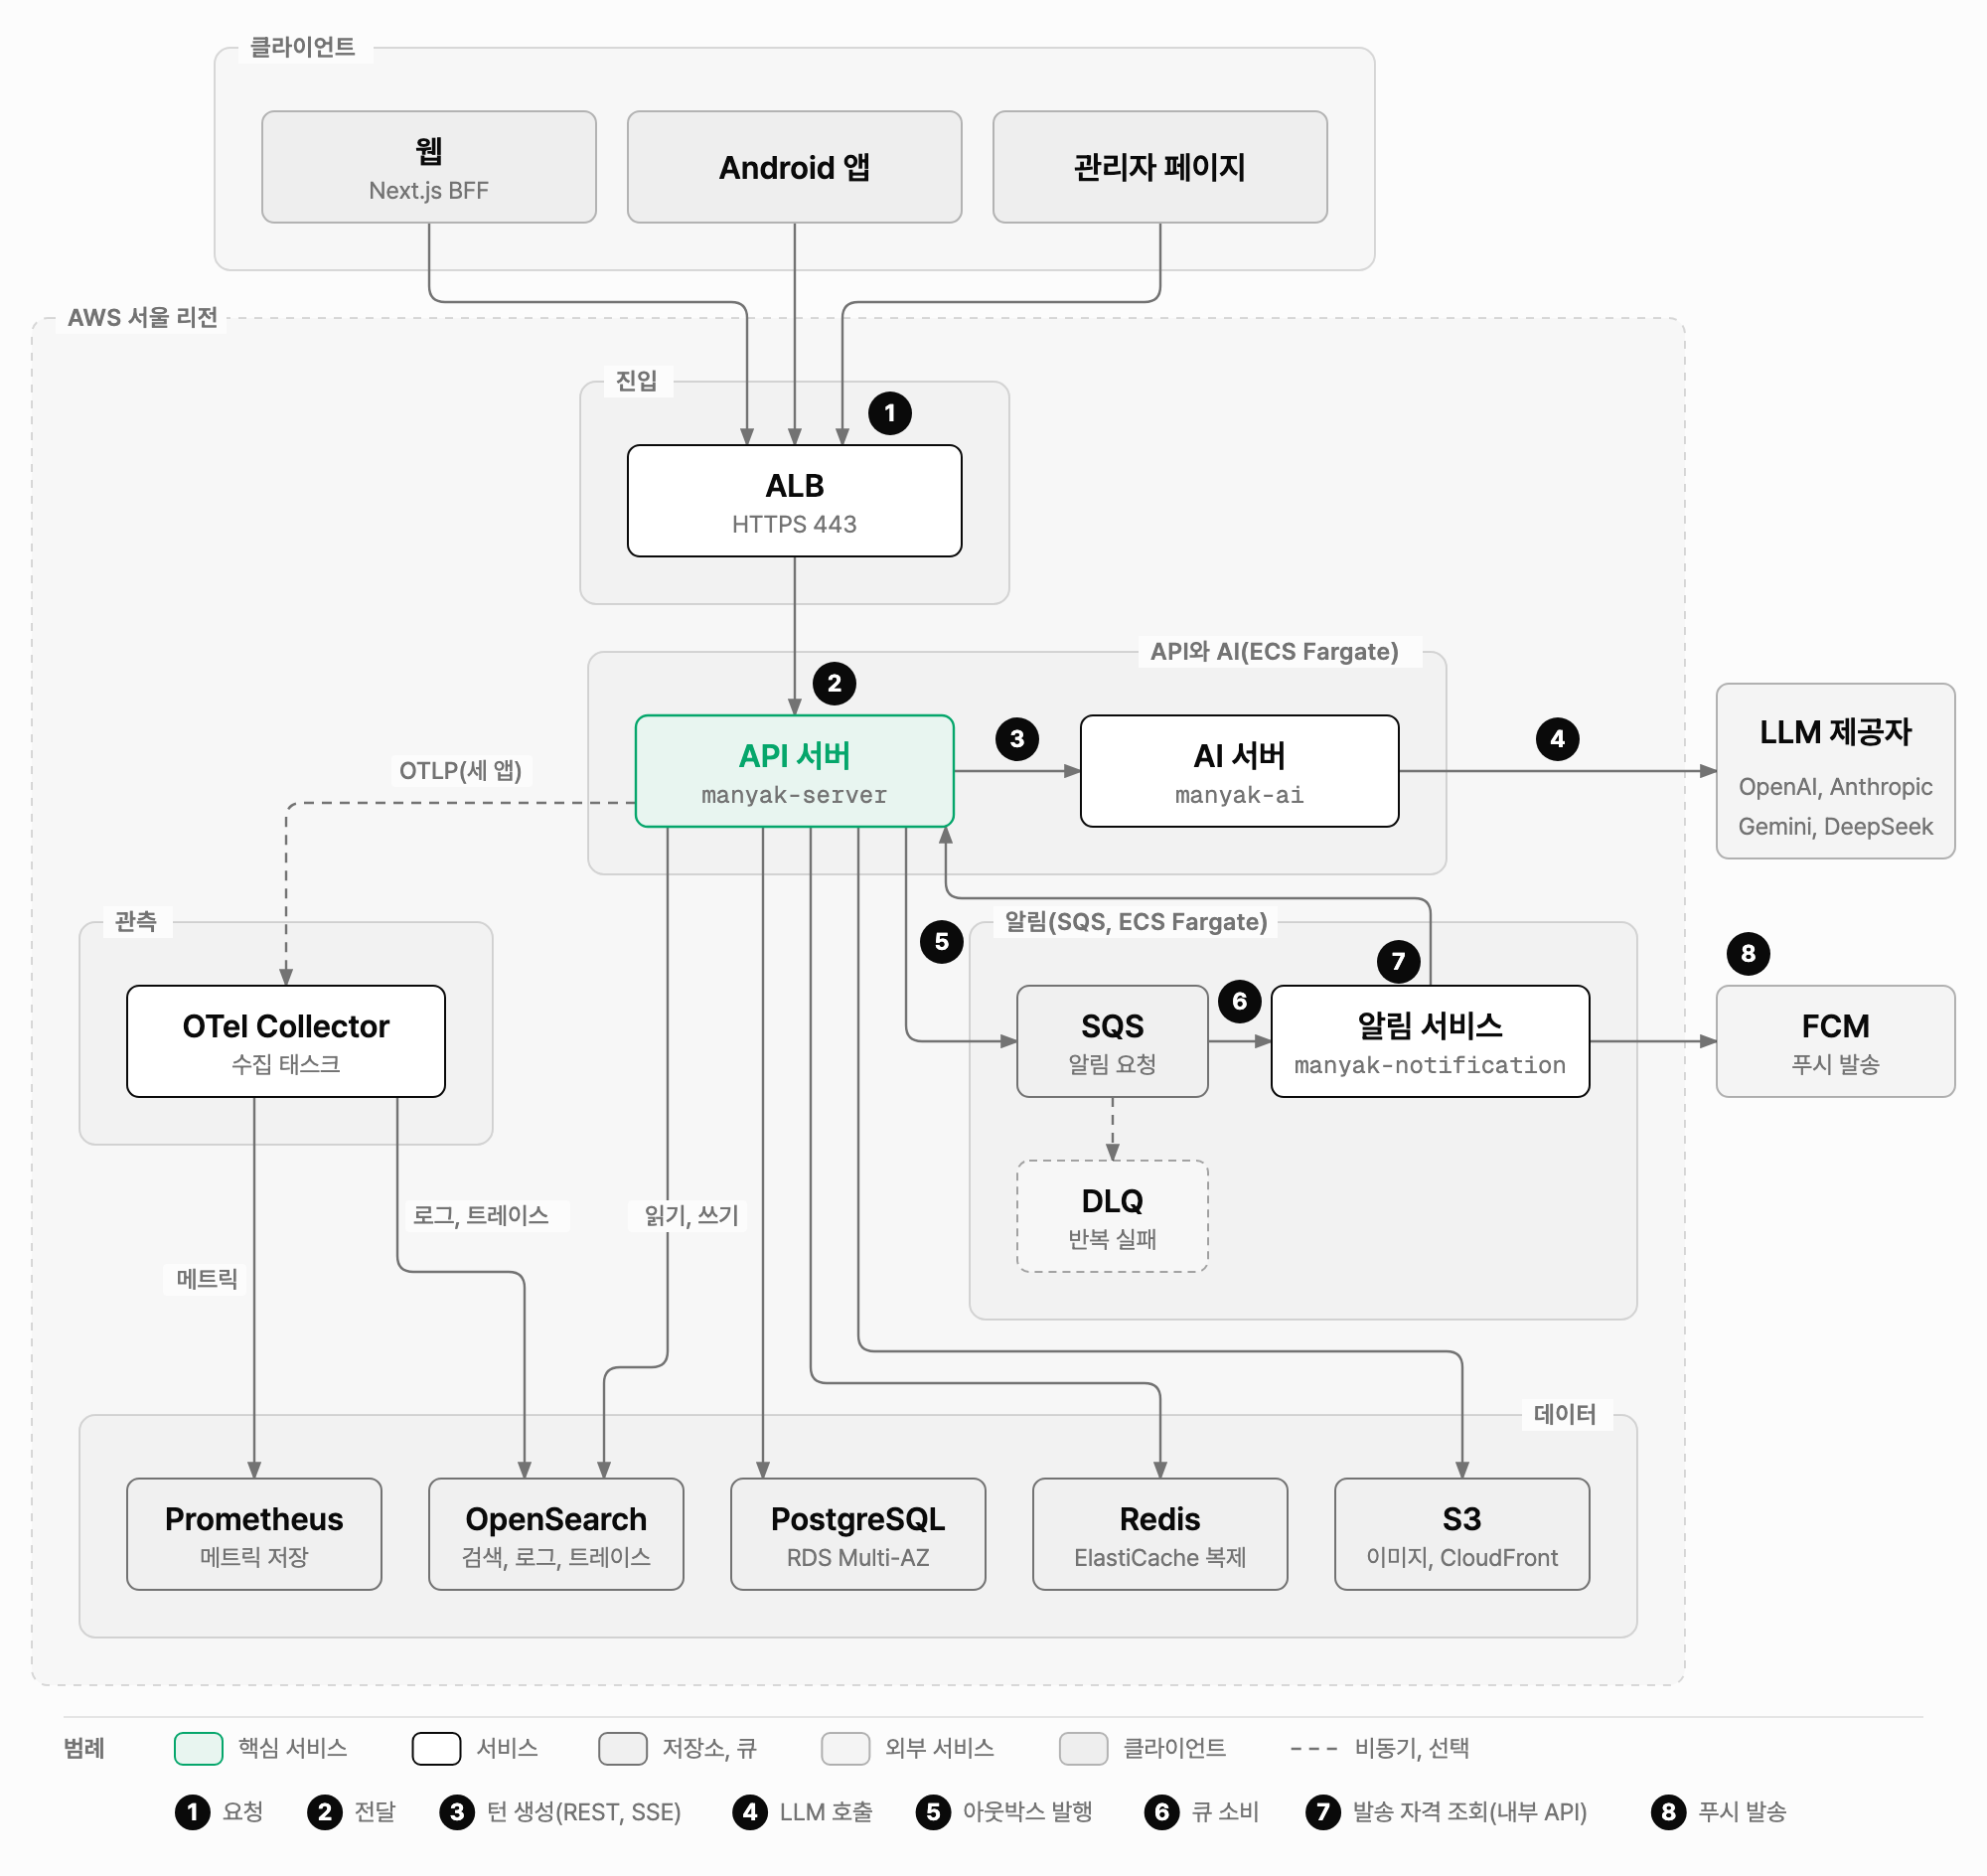 클라이언트
웹
Next.js BFF
Android 앱
관리자 페이지
AWS 서울 리전
진입
1
ALB
HTTPS 443
API와 AI(ECS Fargate)
2
API 서버
manyak-server
3
AI 서버
manyak-ai
4
LLM 제공자
OpenAI, Anthropic
Gemini, DeepSeek
OTLP(세 앱)
관측
OTel Collector
수집 태스크
5
알림(SQS, ECS Fargate)
SQS
알림 요청
6
7
알림 서비스
manyak-notification
8
FCM
푸시 발송
DLQ
반복 실패
로그, 트레이스
읽기, 쓰기
메트릭
데이터
Prometheus
메트릭 저장
OpenSearch
검색, 로그, 트레이스
PostgreSQL
RDS Multi-AZ
Redis
ElastiCache 복제
S3
이미지, CloudFront
범례
핵심 서비스
서비스
저장소, 큐
외부 서비스
클라이언트
비동기, 선택
1 요청
2 전달
3 턴 생성(REST, SSE)
4 LLM 호출
5 아웃박스 발행
6 큐 소비
7 발송 자격 조회(내부 API)
8 푸시 발송